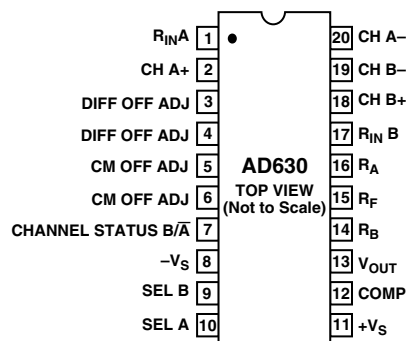 RINA 1
CH A+ 2
DIFF OFF ADJ 3
DIFF OFF ADJ 4
CM OFF ADJ 5
CM OFF ADJ 6
CHANNEL STATUS B/A̅ 7
–VS 8
SEL B 9
SEL A 10
AD630
TOP VIEW
(Not to Scale)
20 CH A–
19 CH B–
18 CH B+
17 RIN B
16 RA
15 RF
14 RB
13 VOUT
12 COMP
11 +VS